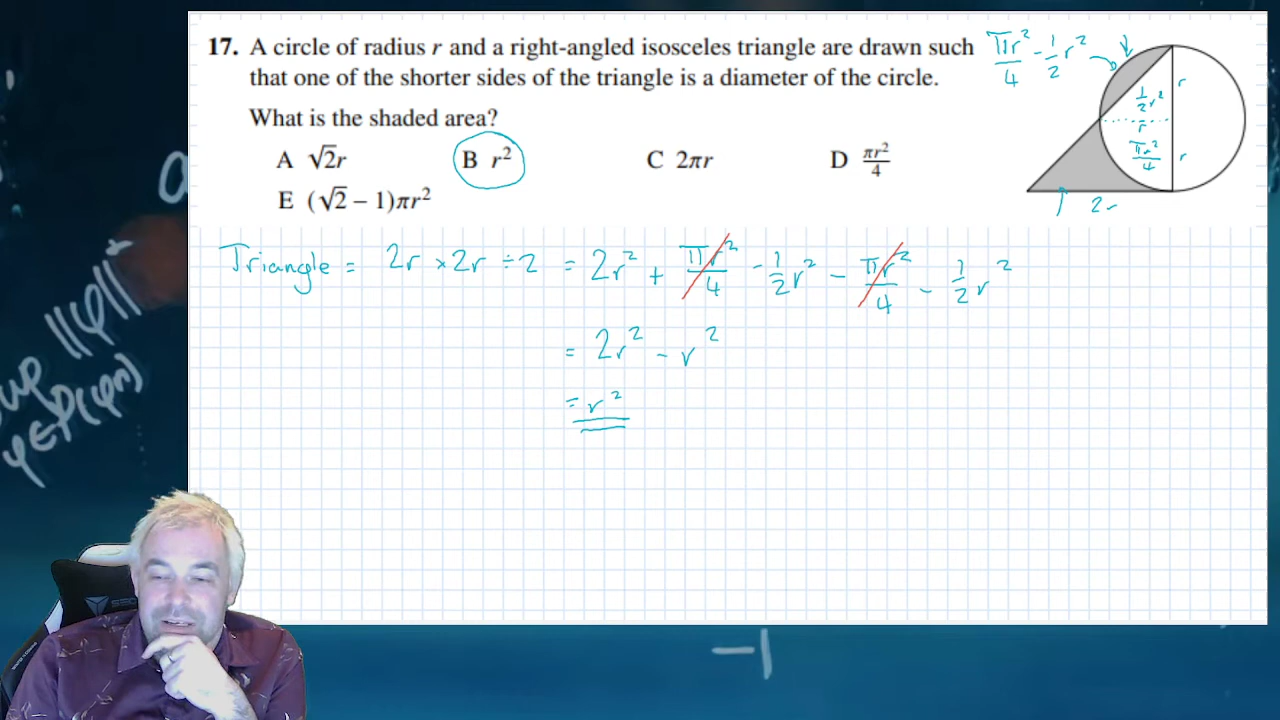 17. A circle of radius r and a right-angled isosceles triangle are drawn such
that one of the shorter sides of the triangle is a diameter of the circle.
What is the shaded area?
A √2r B r² C 2πr D πr²/4
E (√2 − 1)πr²
πr²/4 - 1/2 r²
1/2 r²
r
r
πr²/4
r
2r
Triangle = 2r × 2r ÷ 2 = 2r² + πr²/4 - 1/2 r² - πr²/4 - 1/2 r²
= 2r² - r²
= r²
||φ||
φεP(φn)
-1